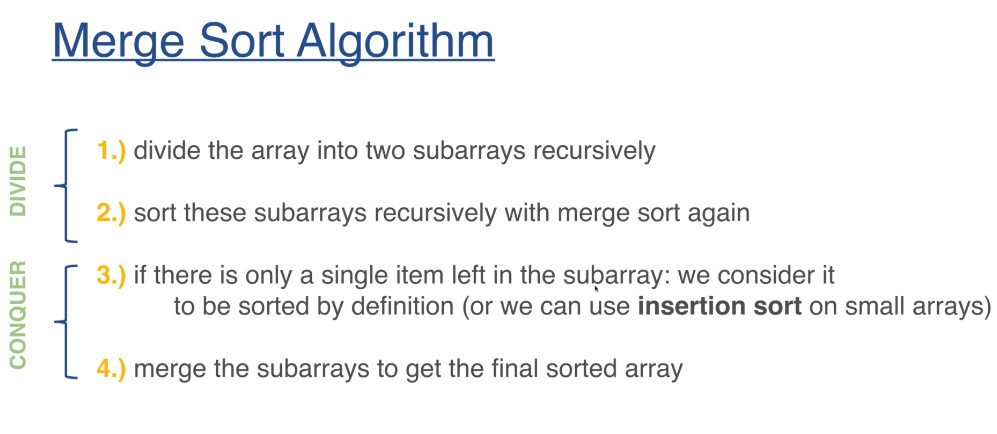 Merge Sort Algorithm
DIVIDE
1.) divide the array into two subarrays recursively
2.) sort these subarrays recursively with merge sort again
CONQUER
3.) if there is only a single item left in the subarray: we consider it
to be sorted by definition (or we can use insertion sort on small arrays)
4.) merge the subarrays to get the final sorted array